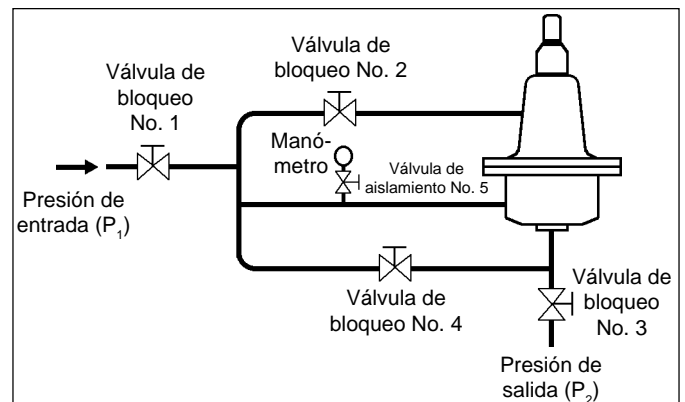 Válvula de
bloqueo
No. 1
Válvula de
bloqueo No. 2
Manó-
metro
Válvula de
aislamiento No. 5
Presión de
entrada (P₁)
Válvula de
bloqueo No. 4
Válvula de
bloqueo
No. 3
Presión de
salida (P₂)